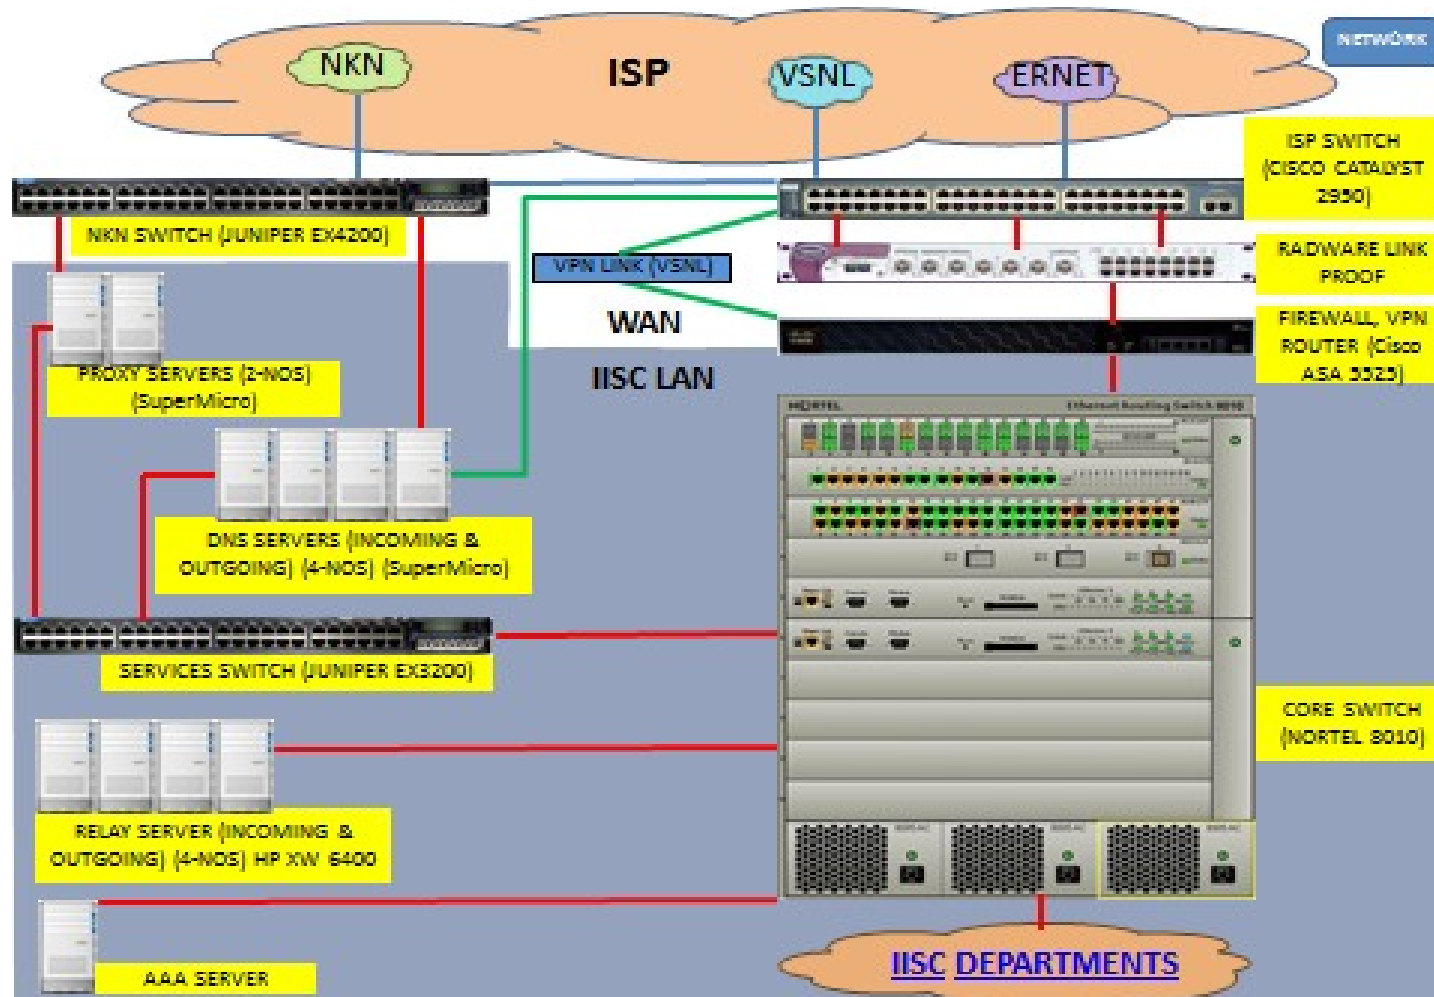 NETWORK
NKN
ISP
VSNL
ERNET
ISP SWITCH
(CISCO CATALYST
2950)
NKN SWITCH (JUNIPER EX4200)
VPN LINK (VSNL)
RADWARE LINK
PROOF
WAN
FIREWALL, VPN
ROUTER (Cisco
ASA 5525)
IISC LAN
PROXY SERVERS (2-NOS)
(SuperMicro)
NORTEL
Ethernet Routing Switch 8010
DNS SERVERS (INCOMING &
OUTGOING) (4-NOS) (SuperMicro)
SERVICES SWITCH (JUNIPER EX3200)
CORE SWITCH
(NORTEL 8010)
RELAY SERVER (INCOMING &
OUTGOING) (4-NOS) HP XW 6400
AAA SERVER
IISC DEPARTMENTS